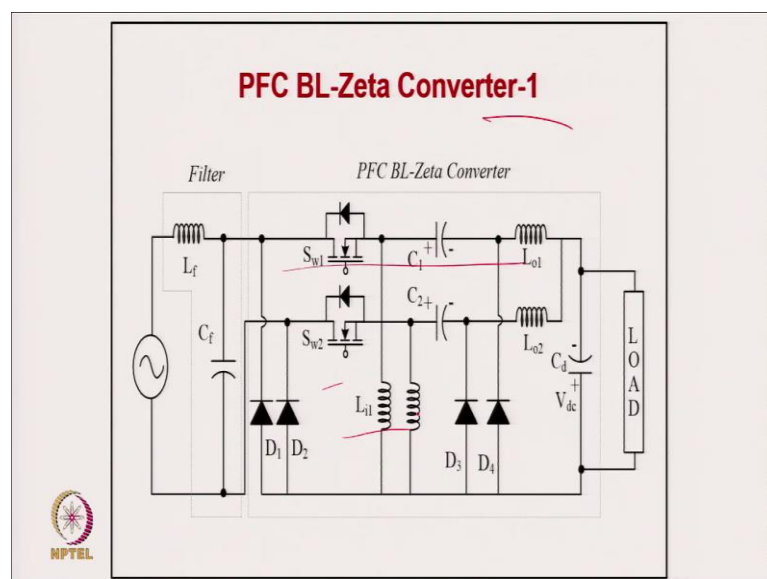 PFC BL-Zeta Converter-1
Filter
PFC BL-Zeta Converter
Lf
Cf
Sw1
Sw2
C1
+
-
C2+
-
Lo1
Lo2
Cd
-
+
Vdc
LOAD
Li1
D1
D2
D3
D4
NPTEL